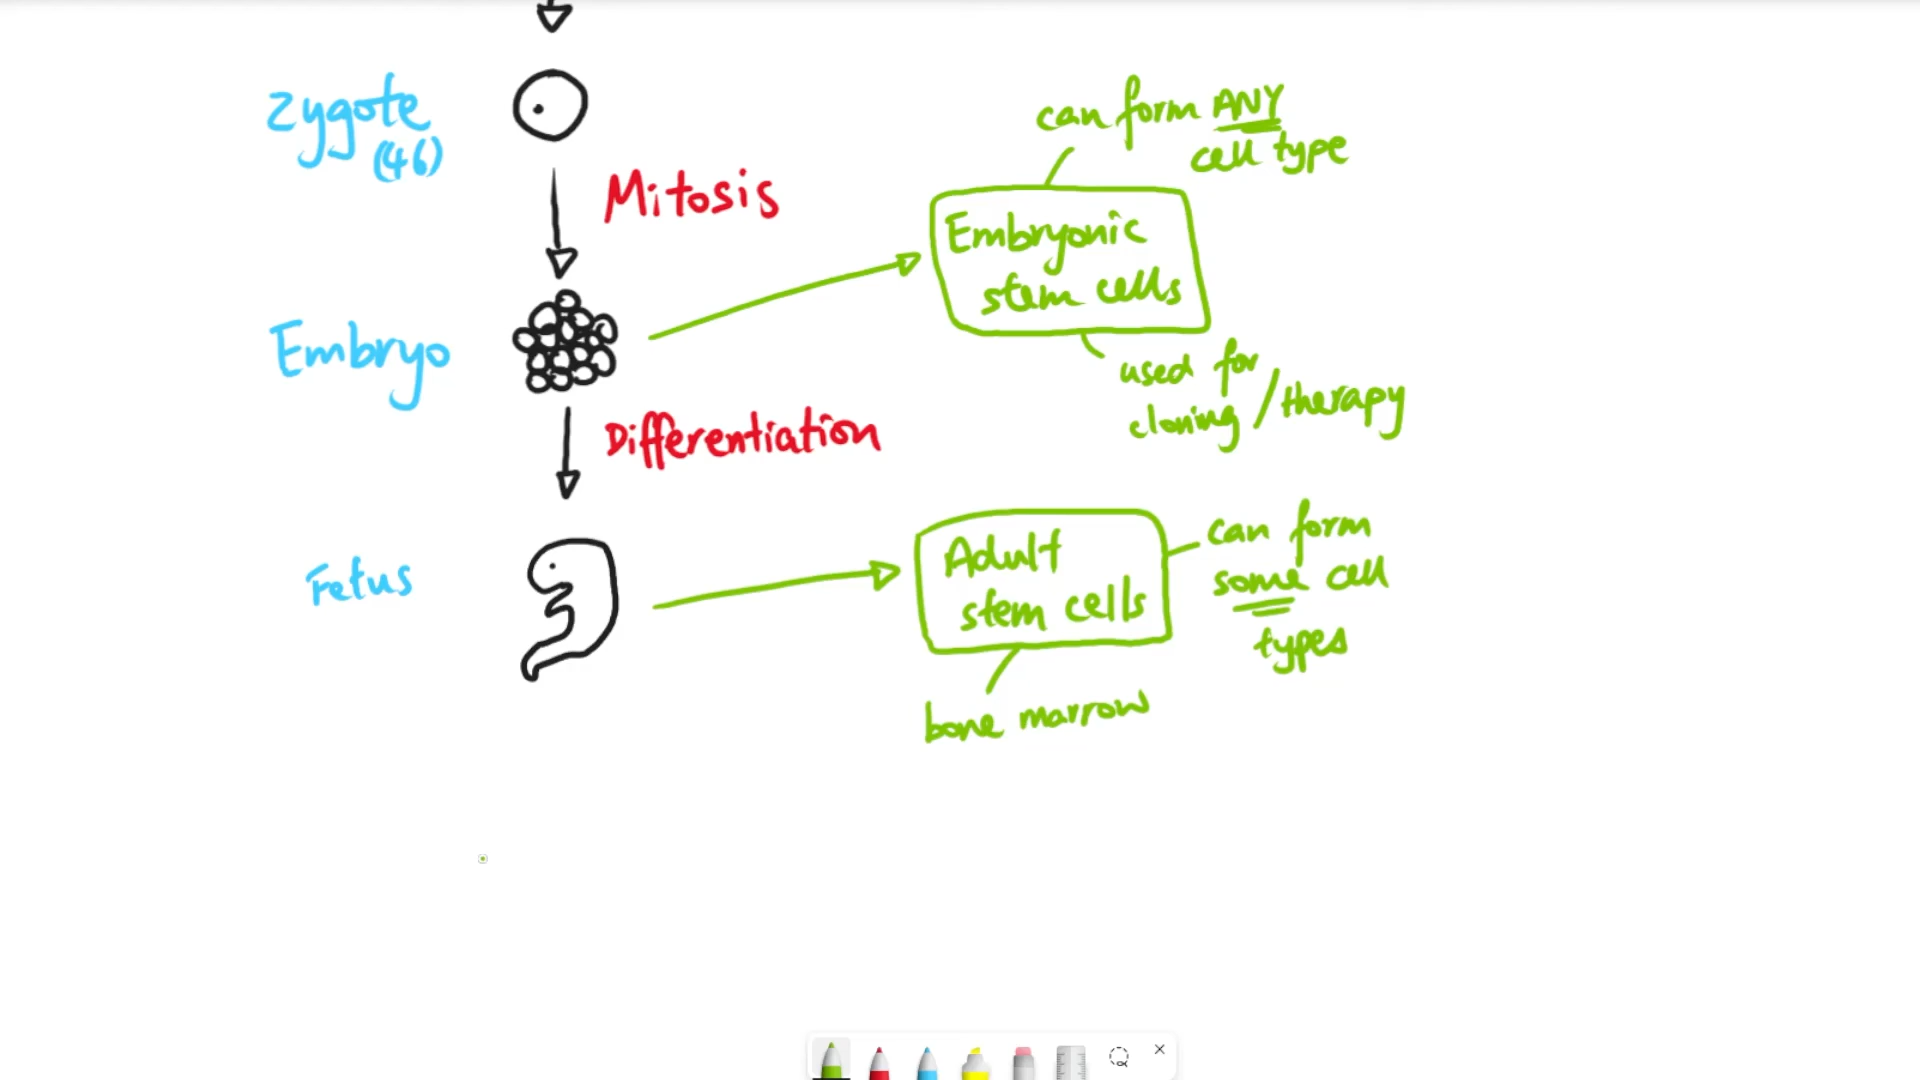 Zygote
(46)
Mitosis
can form ANY
cell type
Embryonic
stem cells
used for
cloning/therapy
Embryo
Differentiation
Fetus
Adult
stem cells
can form
some cell
types
bone marrow